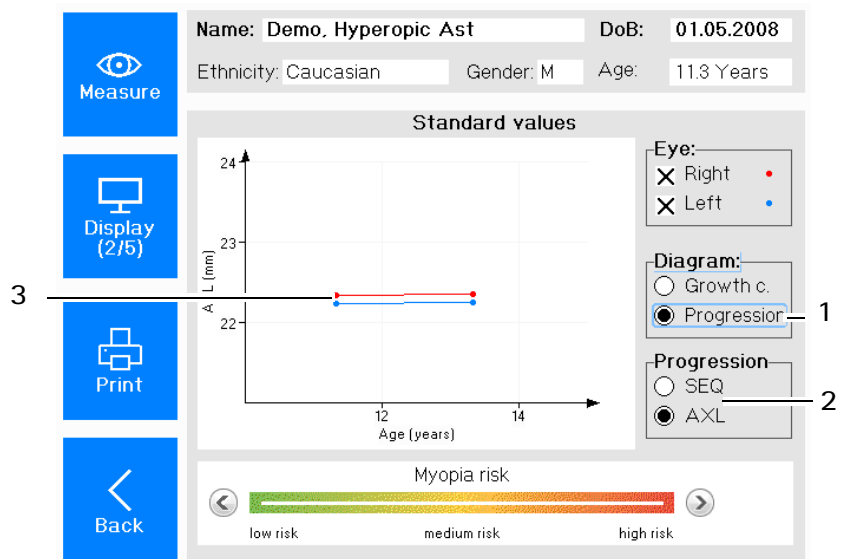 Name: Demo, Hyperopic Ast DoB: 01.05.2008
Ethnicity: Caucasian Gender: M Age: 11.3 Years
Measure
Display
(2/5)
Print
Back
Standard values
24
23
22
A L (mm)
12 14
Age (years)
Eye:
Right
Left
Diagram:
Growth c.
Progression
Progression
SEQ
AXL
1
2
3
Myopia risk
low risk medium risk high risk